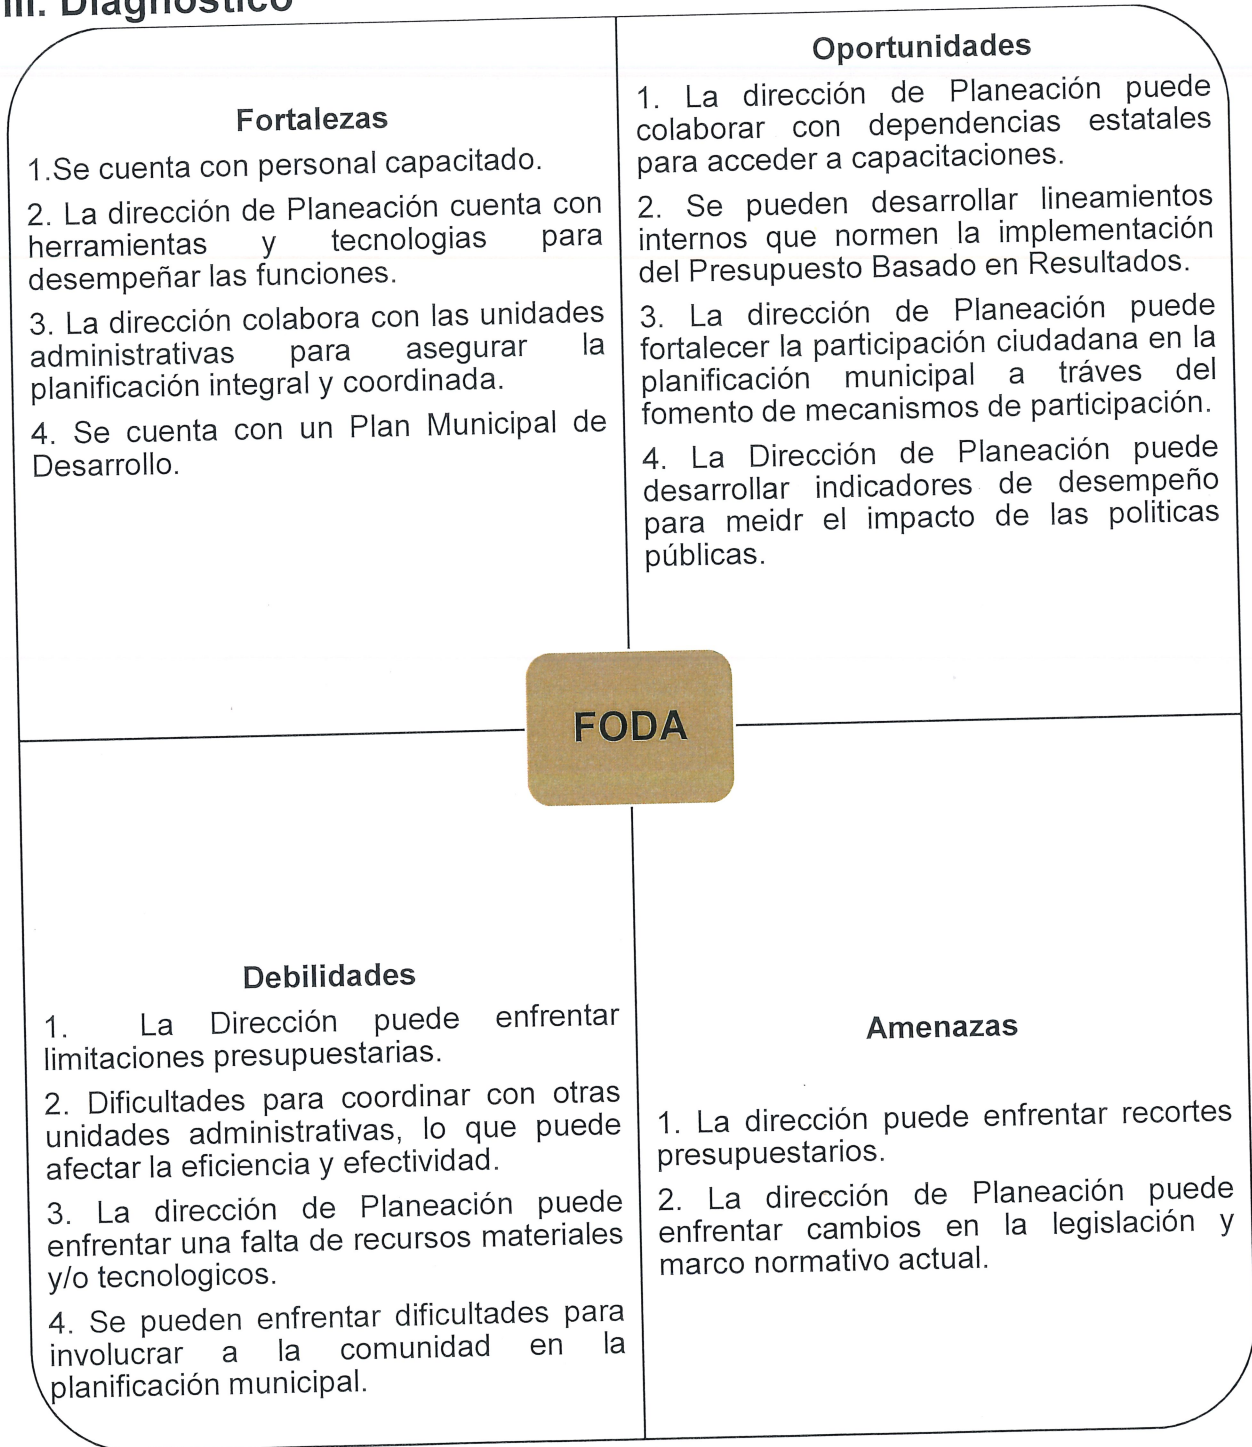 III. Diagnóstico
Fortalezas
1.Se cuenta con personal capacitado.
2. La dirección de Planeación cuenta con
herramientas y tecnologias para
desempeñar las funciones.
3. La dirección colabora con las unidades
administrativas para asegurar la
planificación integral y coordinada.
4. Se cuenta con un Plan Municipal de
Desarrollo.
Oportunidades
1. La dirección de Planeación puede
colaborar con dependencias estatales
para acceder a capacitaciones.
2. Se pueden desarrollar lineamientos
internos que normen la implementación
del Presupuesto Basado en Resultados.
3. La dirección de Planeación puede
fortalecer la participación ciudadana en la
planificación municipal a tráves del
fomento de mecanismos de participación.
4. La Dirección de Planeación puede
desarrollar indicadores de desempeño
para meidr el impacto de las politicas
públicas.
FODA
Debilidades
1. La Dirección puede enfrentar
limitaciones presupuestarias.
2. Dificultades para coordinar con otras
unidades administrativas, lo que puede
afectar la eficiencia y efectividad.
3. La dirección de Planeación puede
enfrentar una falta de recursos materiales
y/o tecnologicos.
4. Se pueden enfrentar dificultades para
involucrar a la comunidad en la
planificación municipal.
Amenazas
1. La dirección puede enfrentar recortes
presupuestarios.
2. La dirección de Planeación puede
enfrentar cambios en la legislación y
marco normativo actual.